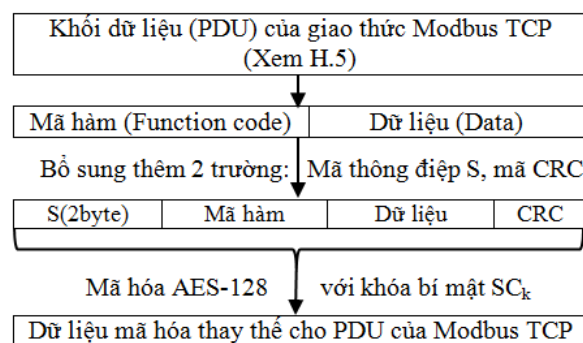 Khối dữ liệu (PDU) của giao thức Modbus TCP
(Xem H.5)
Mã hàm (Function code) Dữ liệu (Data)
Bổ sung thêm 2 trường: Mã thông điệp S, mã CRC
S(2byte) Mã hàm Dữ liệu CRC
Mã hóa AES-128 với khóa bí mật SCk
Dữ liệu mã hóa thay thế cho PDU của Modbus TCP